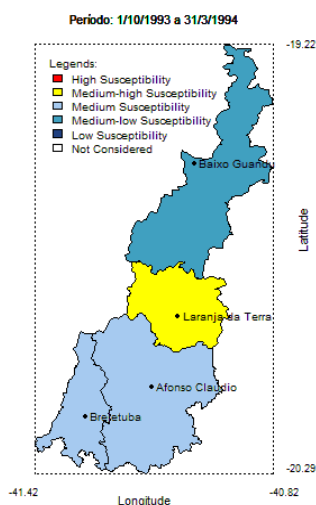 Período: 1/10/1993 a 31/3/1994
-19.22
Legends:
High Susceptibility
Medium-high Susceptibility
Medium Susceptibility
Medium-low Susceptibility
Low Susceptibility
Not Considered
Baixo Guandu
Latitude
Laranja da Terra
Afonso Claudio
Brejetuba
-20.29
-41.42
-40.82
Longitude